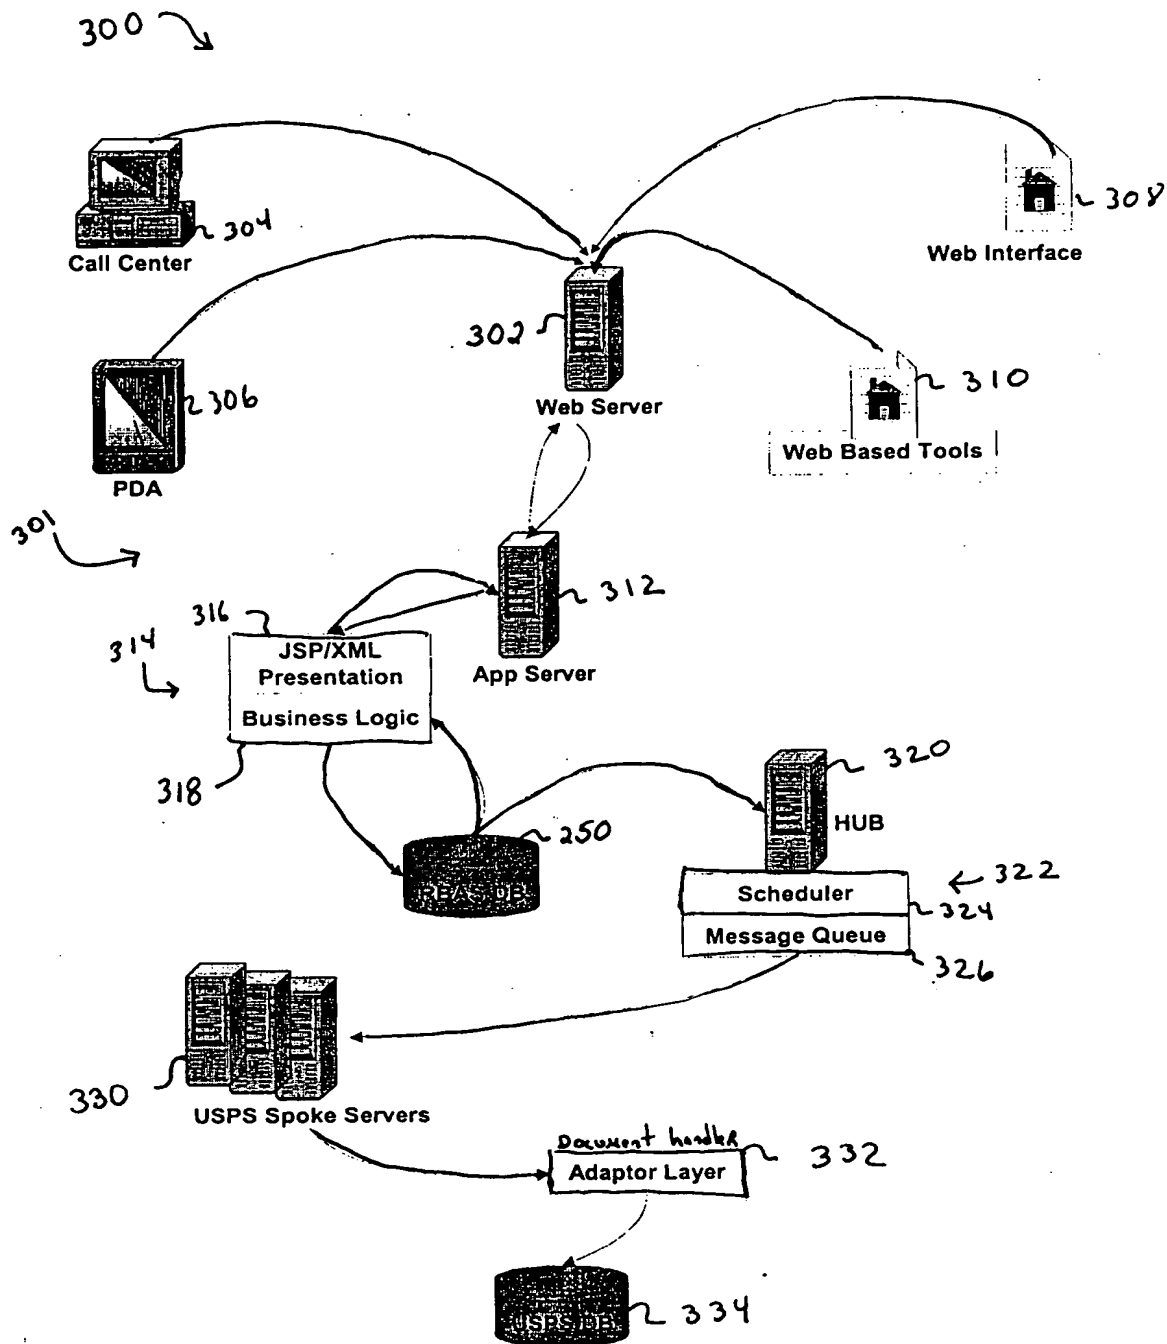 300
304
Call Center
308
Web Interface
302
Web Server
306
PDA
310
Web Based Tools
301
312
App Server
314
316
JSP/XML
Presentation
Business Logic
318
320
HUB
250
RBAS DB
322
Scheduler
324
Message Queue
326
330
USPS Spoke Servers
Document handler
332
Adaptor Layer
334
USPS DB